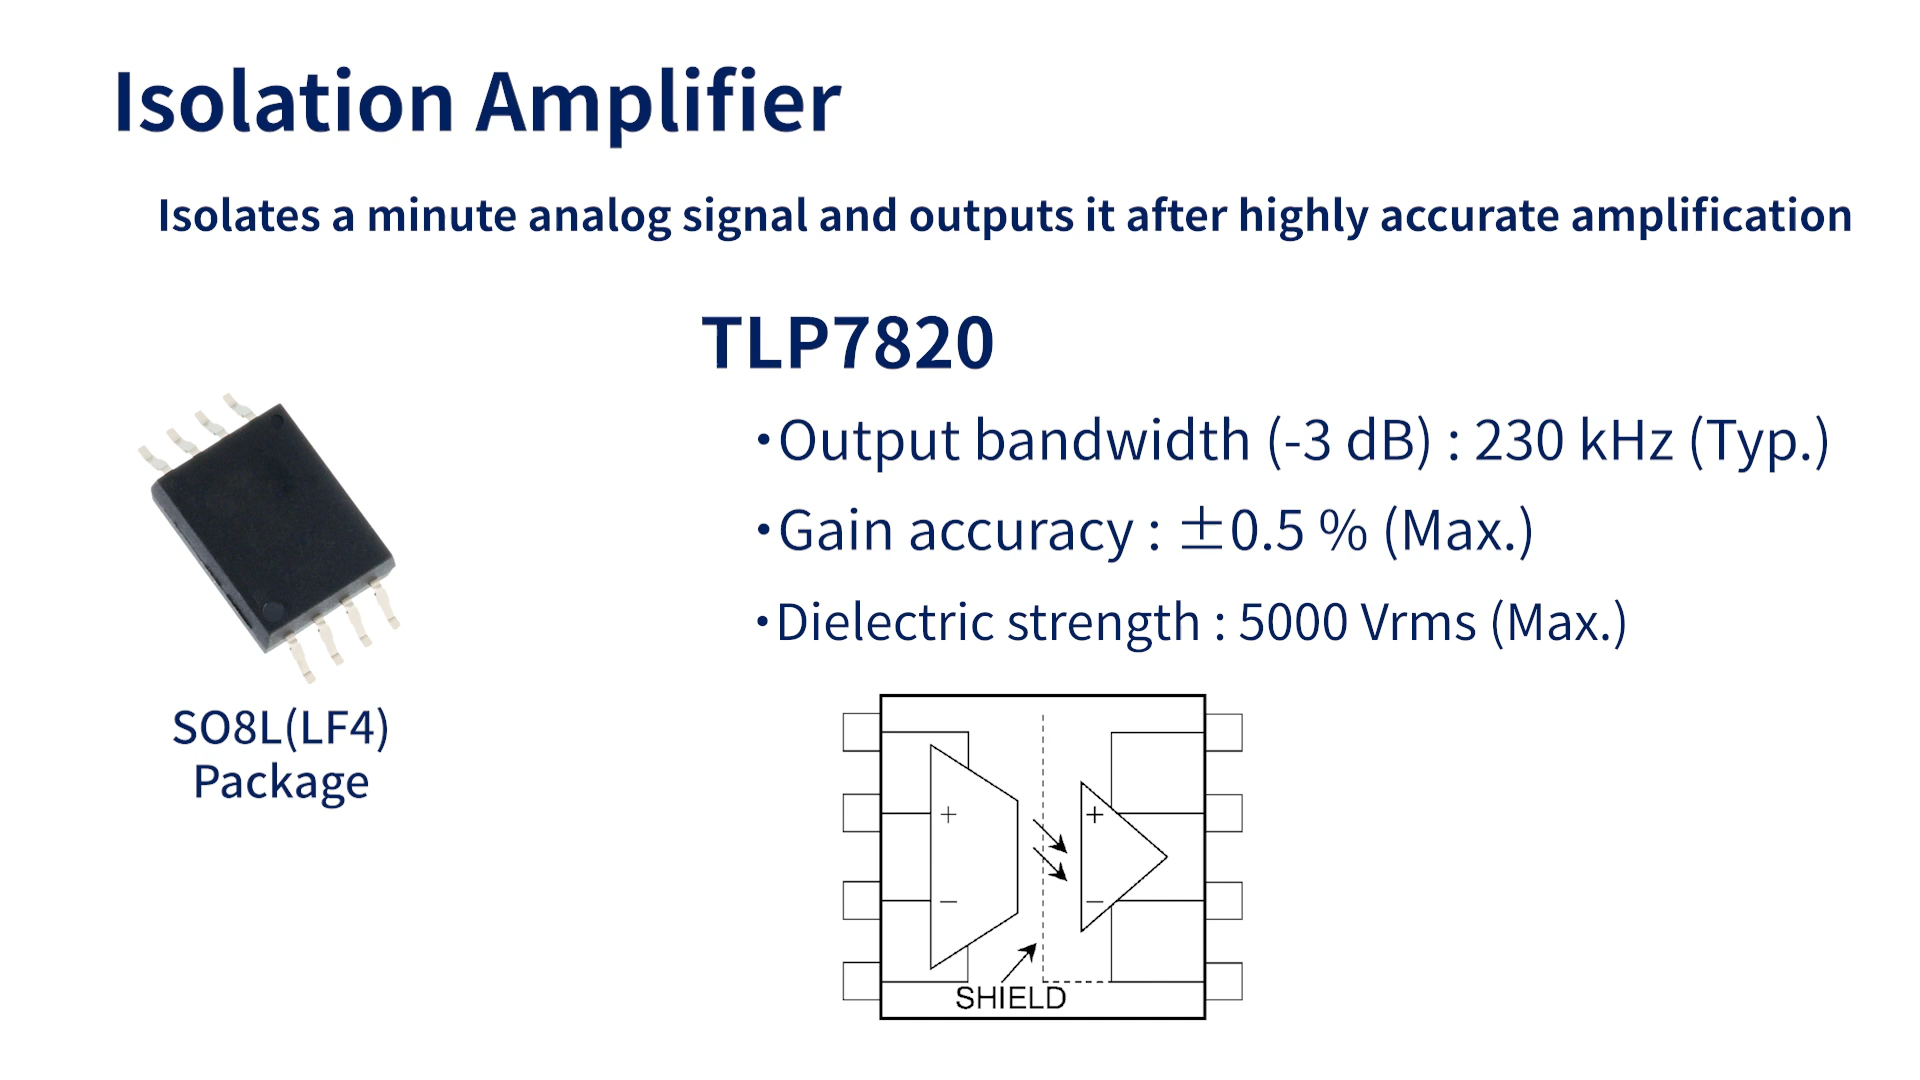 Isolation Amplifier
Isolates a minute analog signal and outputs it after highly accurate amplification
TLP7820
・Output bandwidth (-3 dB) : 230 kHz (Typ.)
・Gain accuracy : ±0.5 % (Max.)
・Dielectric strength : 5000 Vrms (Max.)
SO8L(LF4)
Package
+ +
− −
SHIELD